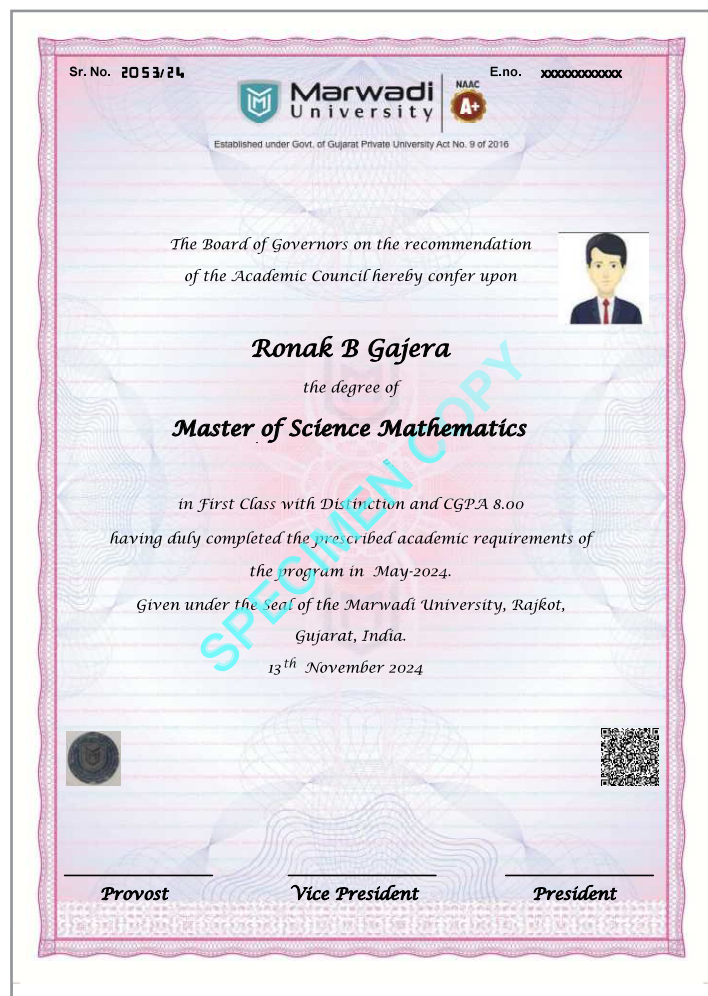 Sr. No. 2053/24
E.no. xxxxxxxxxxxx
Marwadi
University
NAAC
A+
Established under Govt. of Gujarat Private University Act No. 9 of 2016
The Board of Governors on the recommendation
of the Academic Council hereby confer upon
Ronak B Gajera
the degree of
Master of Science Mathematics
in First Class with Distinction and CGPA 8.00
having duly completed the prescribed academic requirements of
the program in May-2024.
Given under the Seal of the Marwadi University, Rajkot,
Gujarat, India.
13th November 2024
SPECIMEN COPY
Provost
Vice President
President